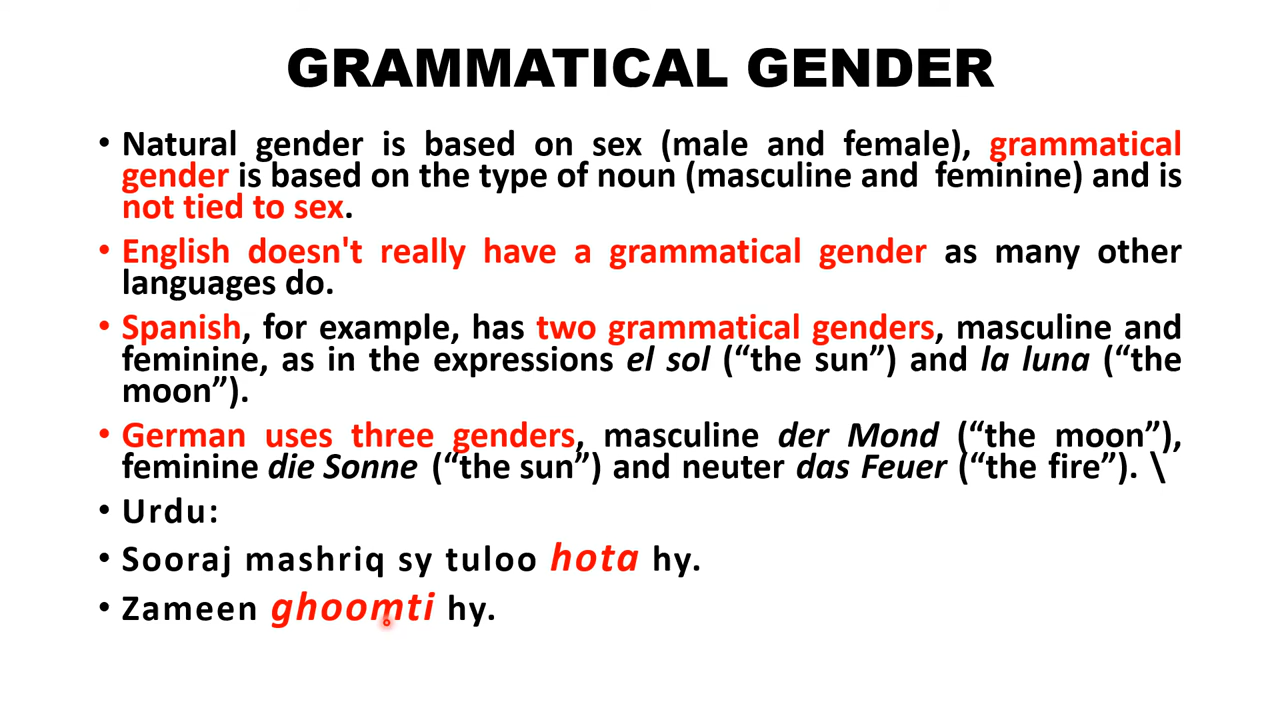 GRAMMATICAL GENDER
• Natural gender is based on sex (male and female), grammatical
gender is based on the type of noun (masculine and feminine) and is
not tied to sex.
• English doesn't really have a grammatical gender as many other
languages do.
• Spanish, for example, has two grammatical genders, masculine and
feminine, as in the expressions el sol (“the sun”) and la luna (“the
moon”).
• German uses three genders, masculine der Mond (“the moon”),
feminine die Sonne (“the sun”) and neuter das Feuer (“the fire”). \
• Urdu:
• Sooraj mashriq sy tuloo hota hy.
• Zameen ghoomti hy.